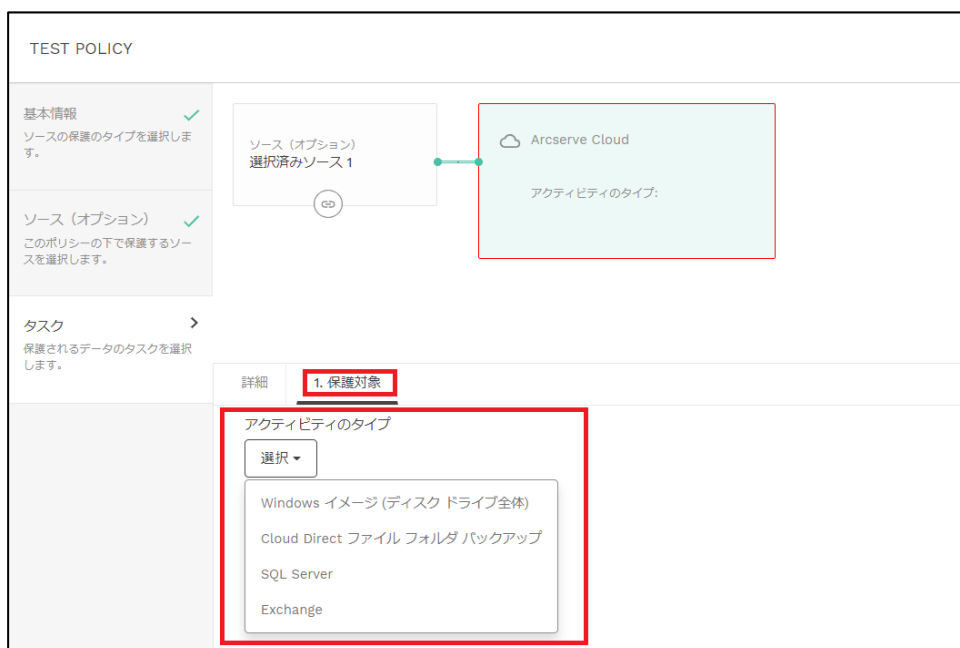 TEST POLICY
基本情報
ソースの保護のタイプを選択しま
す。
ソース（オプション）
このポリシーの下で保護するソー
スを選択します。
タスク
保護されるデータのタスクを選択
します。
ソース（オプション）
選択済みソース 1
Arcserve Cloud
アクティビティのタイプ:
詳細
1. 保護対象
アクティビティのタイプ
選択
Windows イメージ (ディスク ドライブ全体)
Cloud Direct ファイル フォルダ バックアップ
SQL Server
Exchange